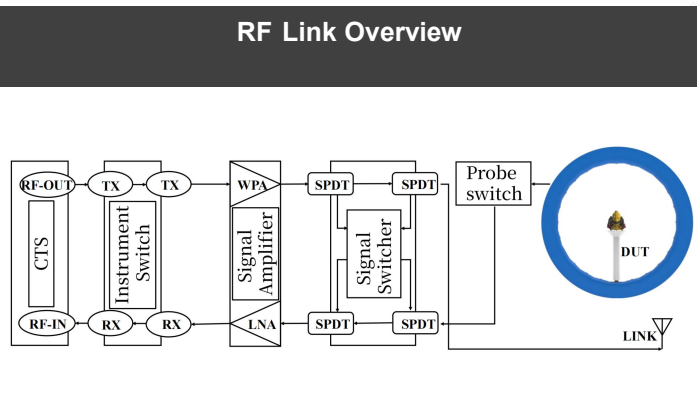 RF Link Overview
RF-OUT
TX
TX
WPA
SPDT
SPDT
Probe
switch
CTS
Instrument
Switch
Signal
Amplifier
Signal
Switcher
DUT
RF-IN
RX
RX
LNA
SPDT
SPDT
LINK